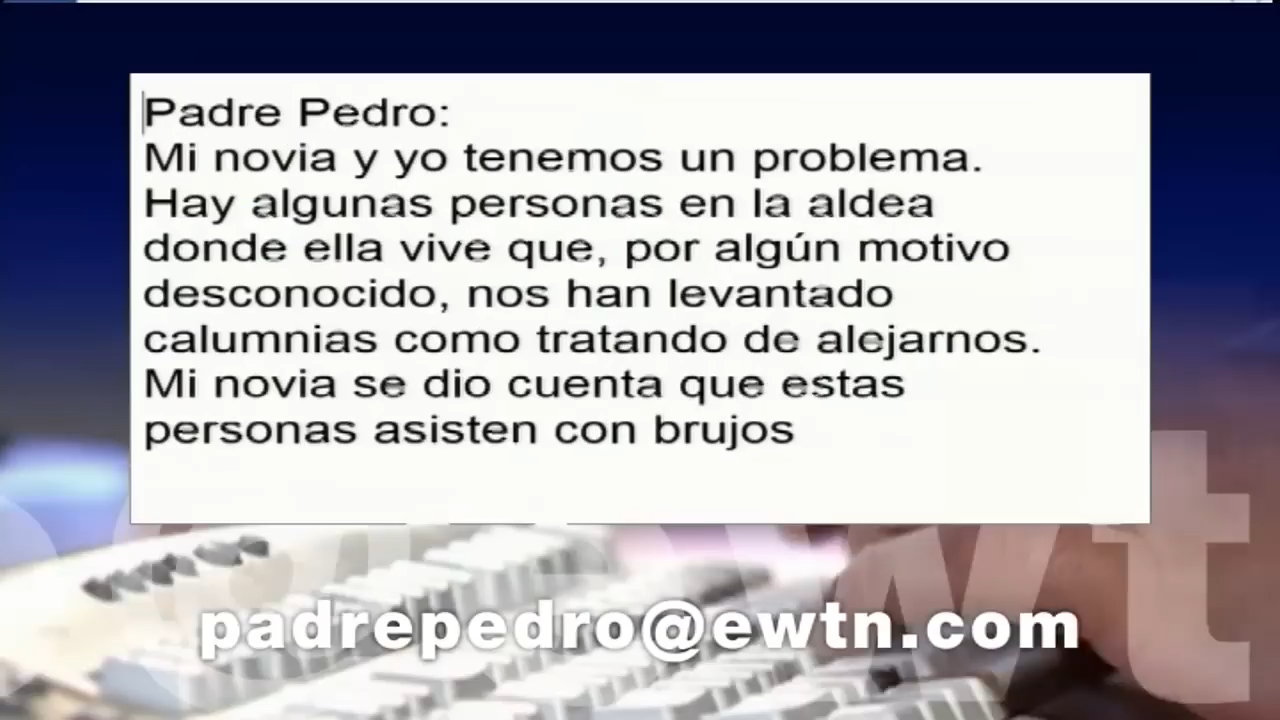 Padre Pedro:
Mi novia y yo tenemos un problema.
Hay algunas personas en la aldea
donde ella vive que, por algún motivo
desconocido, nos han levantado
calumnias como tratando de alejarnos.
Mi novia se dio cuenta que estas
personas asisten con brujos
padrepedro@ewtn.com